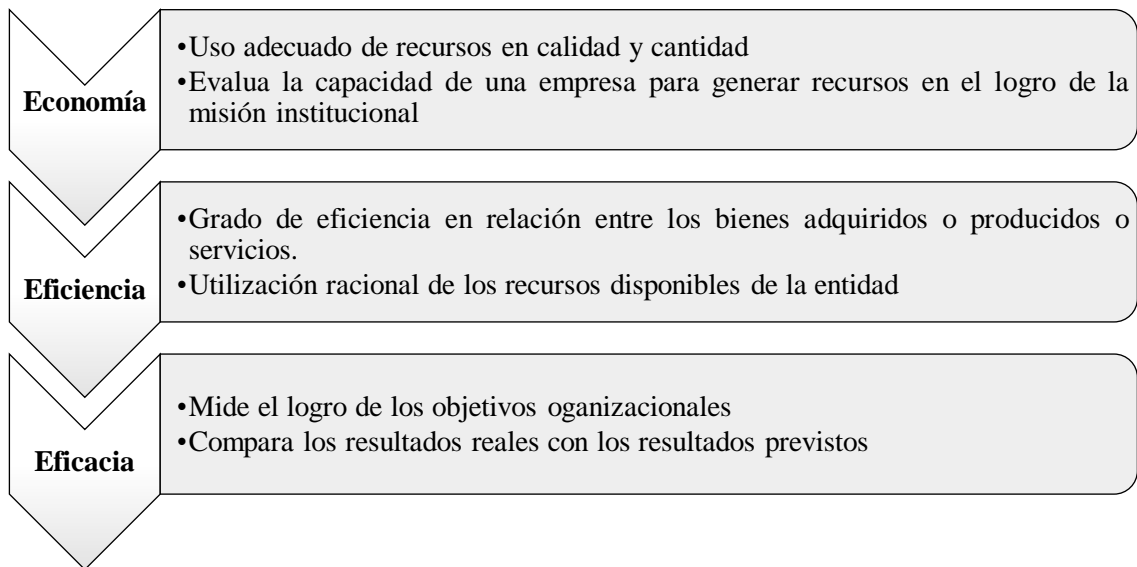 Economía
•Uso adecuado de recursos en calidad y cantidad
•Evalua la capacidad de una empresa para generar recursos en el logro de la
misión institucional
Eficiencia
•Grado de eficiencia en relación entre los bienes adquiridos o producidos o
servicios.
•Utilización racional de los recursos disponibles de la entidad
Eficacia
•Mide el logro de los objetivos oganizacionales
•Compara los resultados reales con los resultados previstos